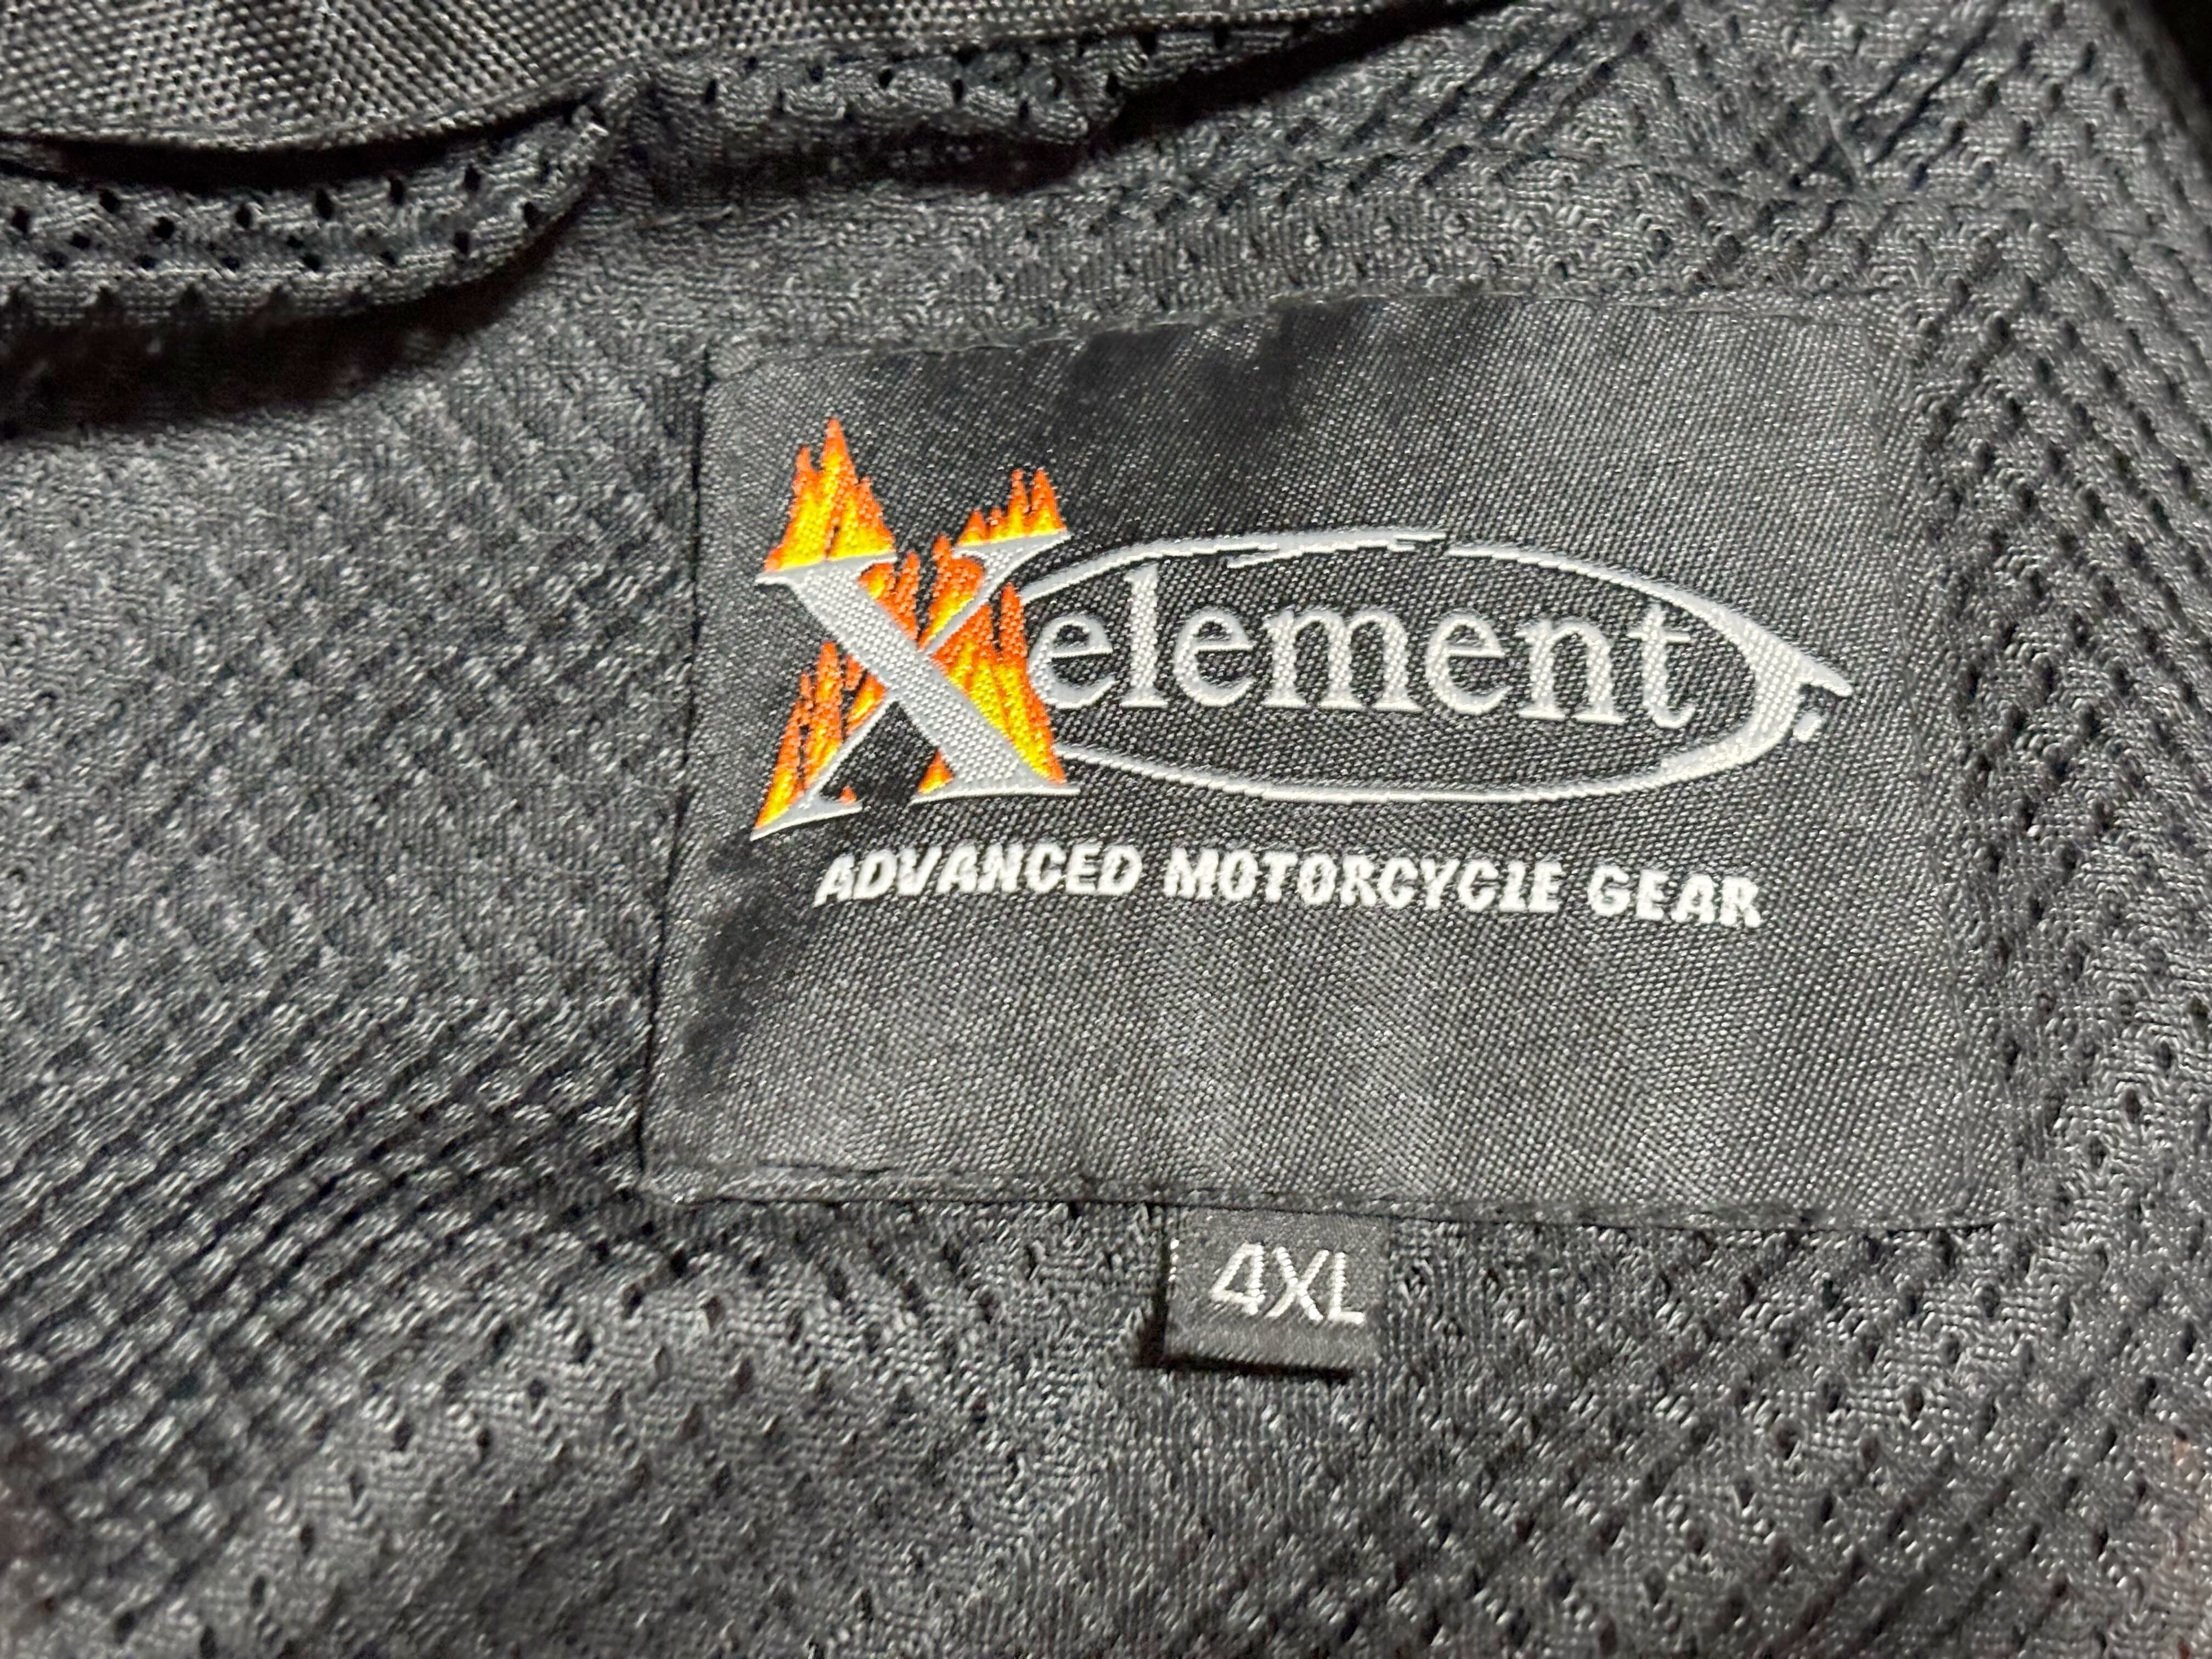 Xelement
ADVANCED MOTORCYCLE GEAR
4XL